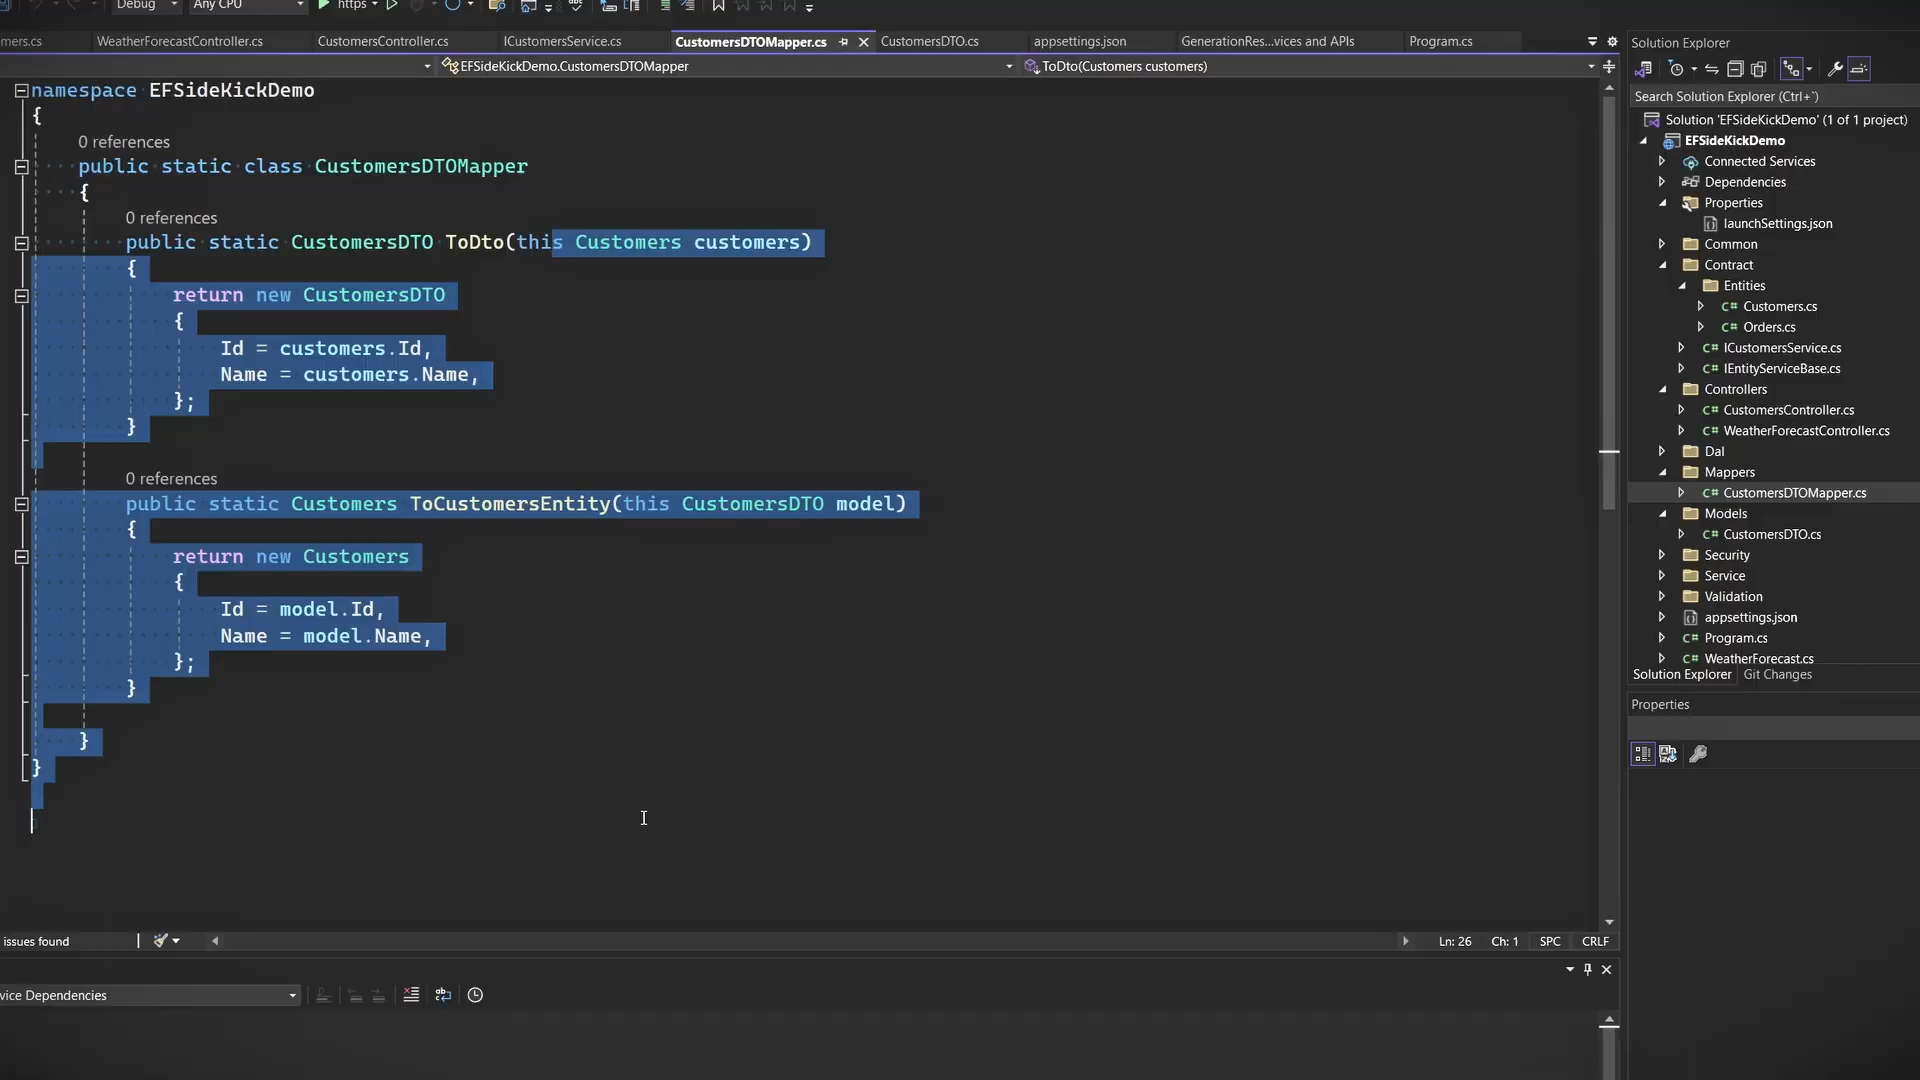 Debug
Any CPU
https
mers.cs
WeatherForecastController.cs
CustomersController.cs
ICustomersService.cs
CustomersDTOMapper.cs
CustomersDTO.cs
appsettings.json
GenerationRes...vices and APIs
Program.cs
EFSideKickDemo.CustomersDTOMapper
ToDto(Customers customers)
namespace EFSideKickDemo
{
0 references
public static class CustomersDTOMapper
{
0 references
public static CustomersDTO ToDto(this Customers customers)
{
return new CustomersDTO
{
Id = customers.Id,
Name = customers.Name,
};
}
0 references
public static Customers ToCustomersEntity(this CustomersDTO model)
{
return new Customers
{
Id = model.Id,
Name = model.Name,
};
}
}
}
issues found
Ln: 26
Ch: 1
SPC
CRLF
vice Dependencies
Solution Explorer
Search Solution Explorer (Ctrl+`)
Solution 'EFSideKickDemo' (1 of 1 project)
EFSideKickDemo
Connected Services
Dependencies
Properties
launchSettings.json
Common
Contract
Entities
C# Customers.cs
C# Orders.cs
C# ICustomersService.cs
C# IEntityServiceBase.cs
Controllers
C# CustomersController.cs
C# WeatherForecastController.cs
Dal
Mappers
C# CustomersDTOMapper.cs
Models
C# CustomersDTO.cs
Security
Service
Validation
appsettings.json
C# Program.cs
C# WeatherForecast.cs
Solution Explorer
Git Changes
Properties